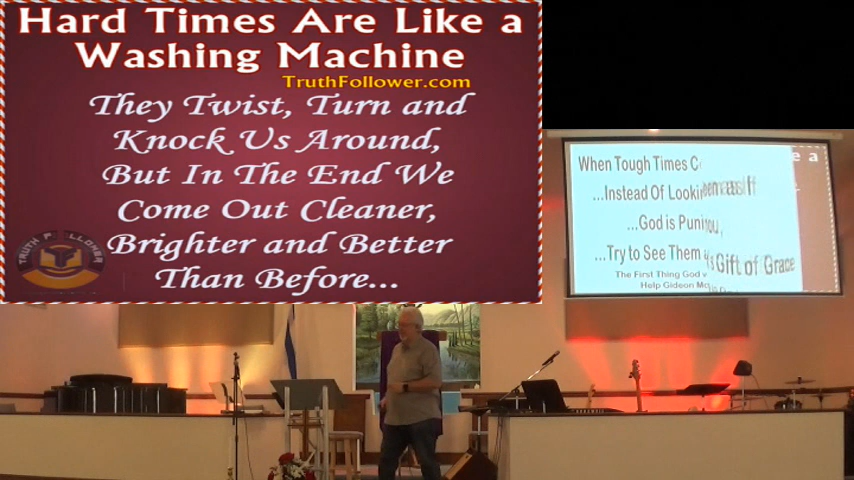 Hard Times Are Like a
Washing Machine
TruthFollower.com
They Twist, Turn and
Knock Us Around,
But In The End We
Come Out Cleaner,
Brighter and Better
Than Before...
When Tough Times
...Instead Of
...God is
...Try to See Them
Gift of Grace
The First Thing God
Help Gideon
e a